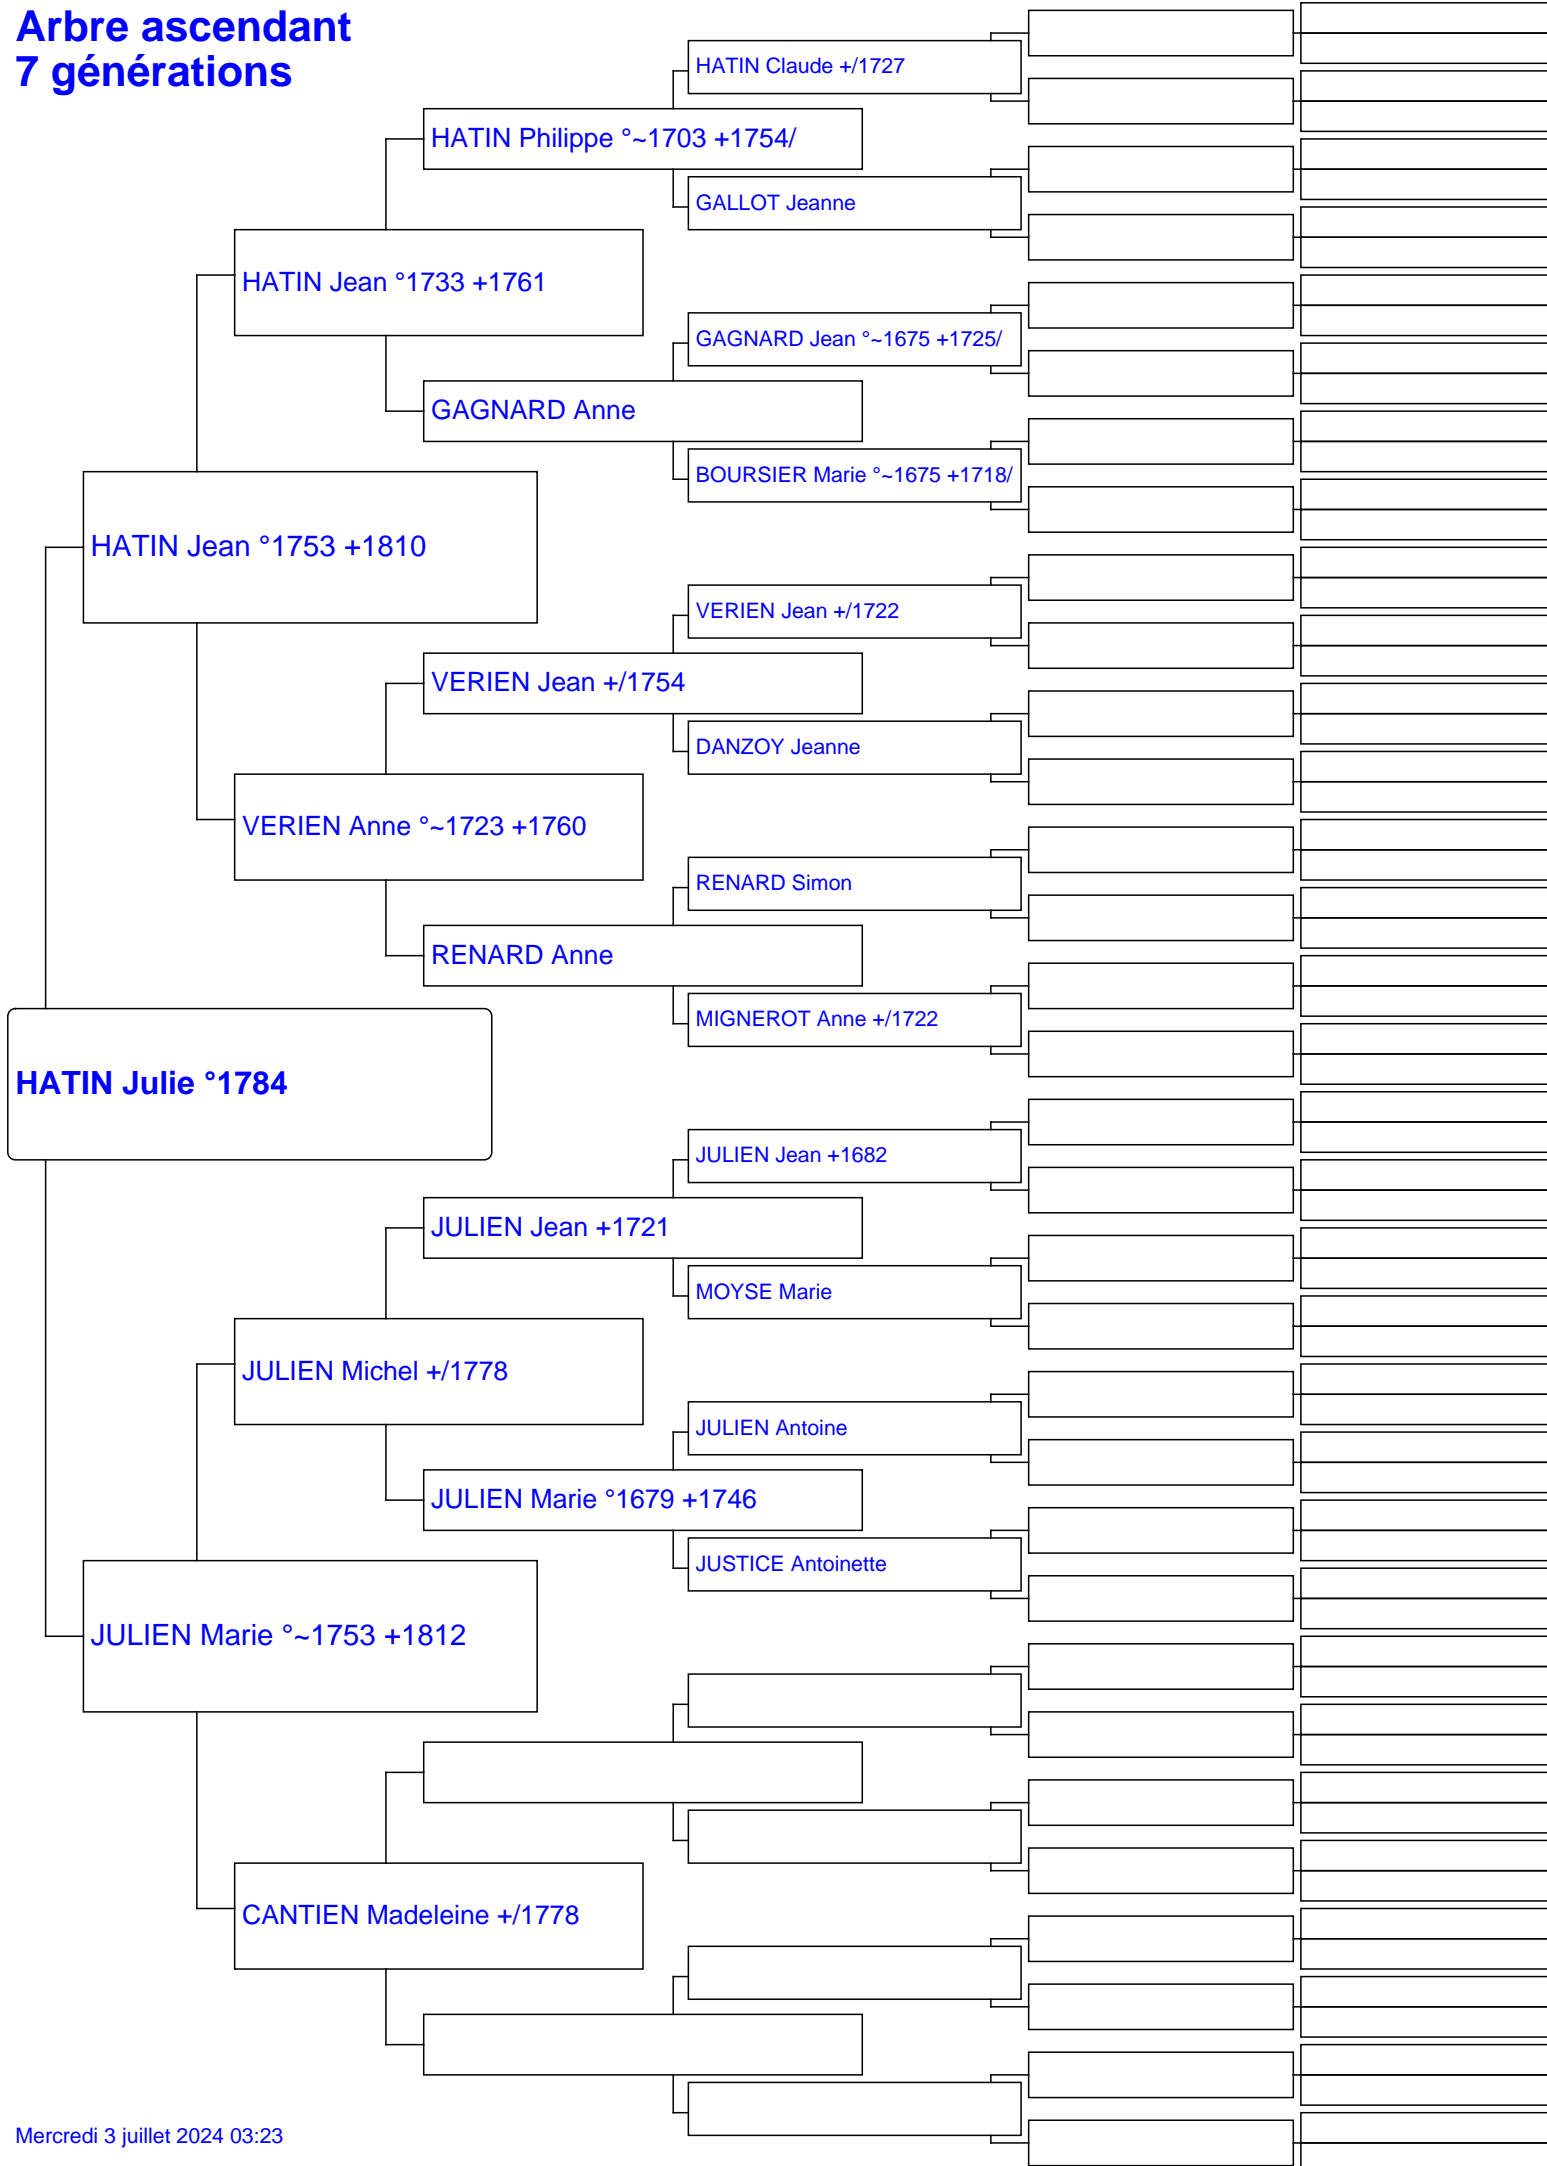 Arbre ascendant
7 générations
HATIN Claude +/1727
HATIN Philippe °~1703 +1754/
GALLOT Jeanne
HATIN Jean °1733 +1761
GAGNARD Jean °~1675 +1725/
GAGNARD Anne
BOURSIER Marie °~1675 +1718/
HATIN Jean °1753 +1810
VERIEN Jean +/1722
VERIEN Jean +/1754
DANZOY Jeanne
VERIEN Anne °~1723 +1760
RENARD Simon
RENARD Anne
MIGNEROT Anne +/1722
HATIN Julie °1784
JULIEN Jean +1682
JULIEN Jean +1721
MOYSE Marie
JULIEN Michel +/1778
JULIEN Antoine
JULIEN Marie °1679 +1746
JUSTICE Antoinette
JULIEN Marie °~1753 +1812
CANTIEN Madeleine +/1778
Mercredi 3 juillet 2024 03:23